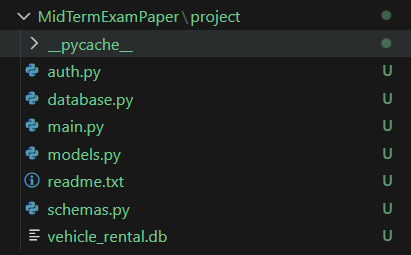 MidTermExamPaper\project
__pycache__
auth.py U
database.py U
main.py U
models.py U
readme.txt U
schemas.py U
vehicle_rental.db U